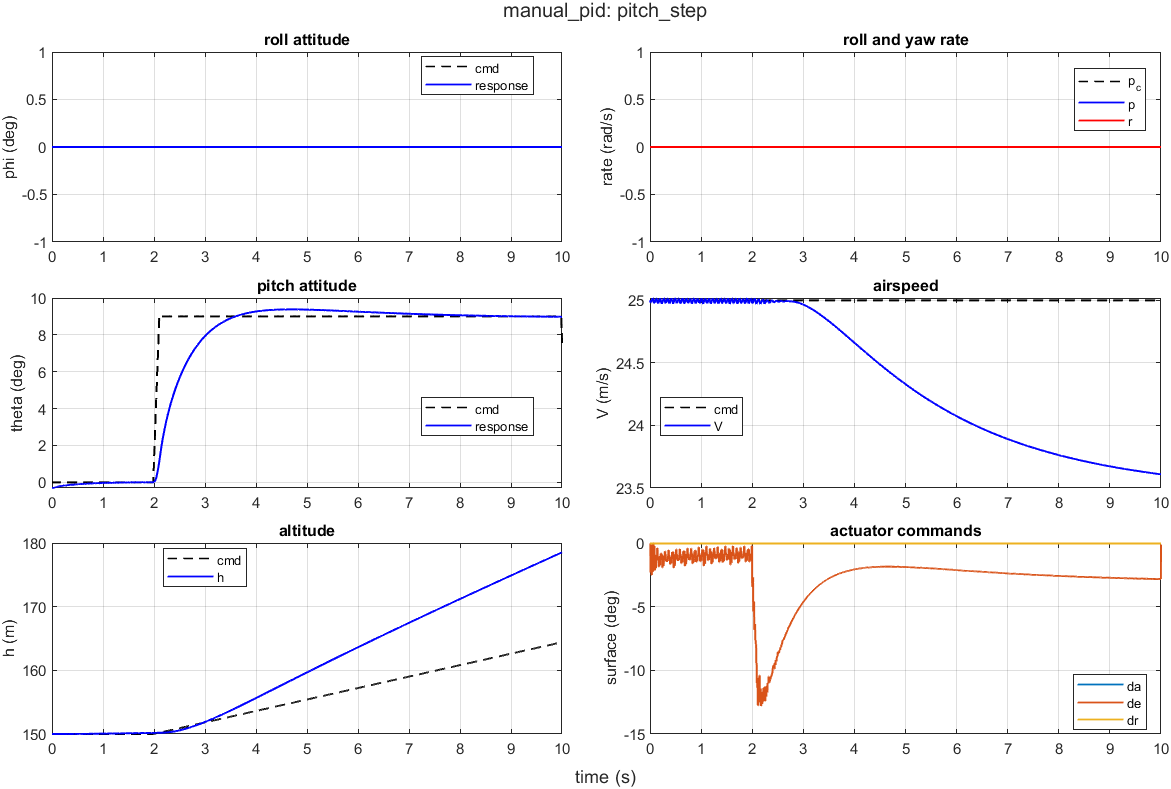 manual_pid: pitch_step
roll attitude
phi (deg)
1
0.5
0
-0.5
-1
0 1 2 3 4 5 6 7 8 9 10
cmd
response
roll and yaw rate
rate (rad/s)
1
0.5
0
-0.5
-1
0 1 2 3 4 5 6 7 8 9 10
p_c
p
r
pitch attitude
theta (deg)
10
8
6
4
2
0
0 1 2 3 4 5 6 7 8 9 10
cmd
response
airspeed
V (m/s)
25
24.5
24
23.5
0 1 2 3 4 5 6 7 8 9 10
cmd
V
altitude
h (m)
180
170
160
150
0 1 2 3 4 5 6 7 8 9 10
cmd
h
actuator commands
surface (deg)
0
-5
-10
-15
0 1 2 3 4 5 6 7 8 9 10
da
de
dr
time (s)